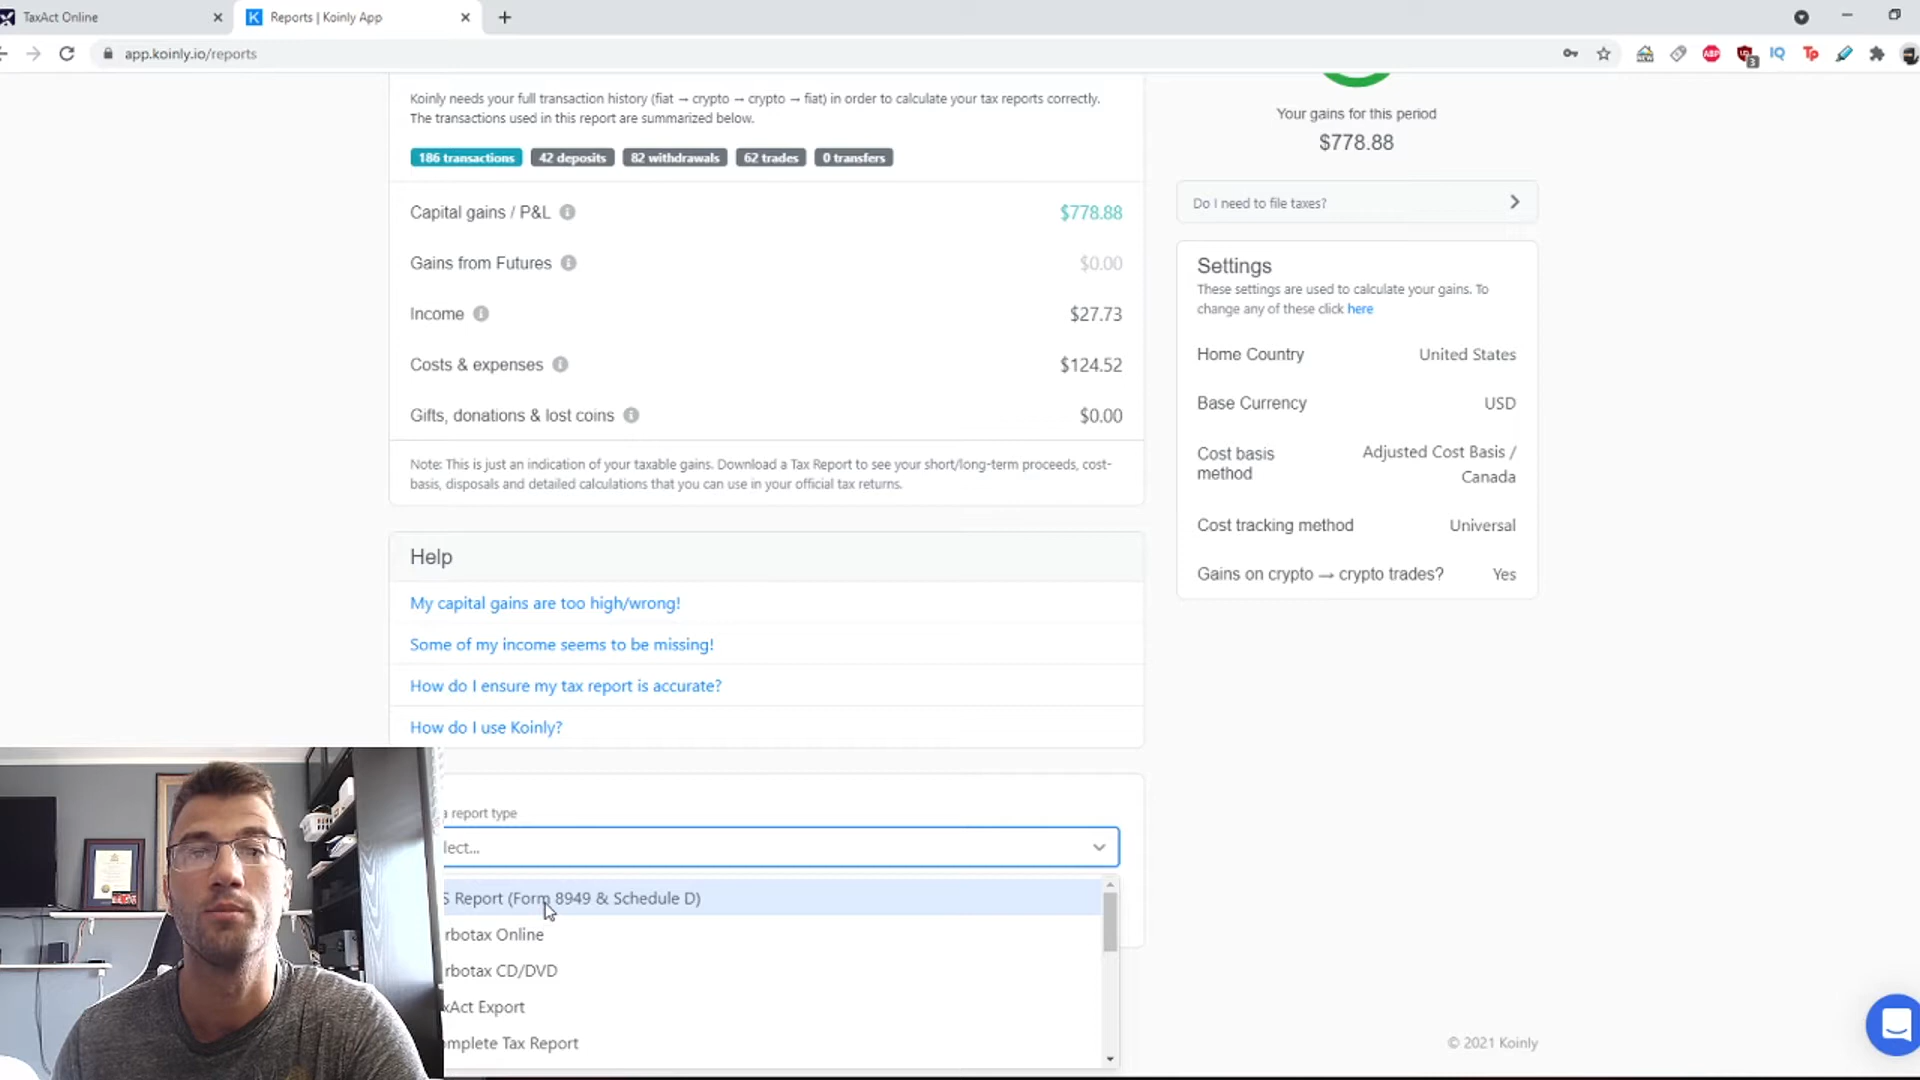 TaxAct Online
Reports | Koinly App
app.koinly.io/reports
Koinly needs your full transaction history (fiat → crypto → crypto → fiat) in order to calculate your tax reports correctly.
The transactions used in this report are summarized below.
186 transactions 42 deposits 82 withdrawals 62 trades 0 transfers
Capital gains / P&L $778.88
Gains from Futures $0.00
Income $27.73
Costs & expenses $124.52
Gifts, donations & lost coins $0.00
Note: This is just an indication of your taxable gains. Download a Tax Report to see your short/long-term proceeds, cost-
basis, disposals and detailed calculations that you can use in your official tax returns.
Help
My capital gains are too high/wrong!
Some of my income seems to be missing!
How do I ensure my tax report is accurate?
How do I use Koinly?
a report type
lect...
S Report (Form 8949 & Schedule D)
rbotax Online
rbotax CD/DVD
xAct Export
mplete Tax Report
Your gains for this period
$778.88
Do I need to file taxes?
Settings
These settings are used to calculate your gains. To
change any of these click here
Home Country United States
Base Currency USD
Cost basis Adjusted Cost Basis /
method Canada
Cost tracking method Universal
Gains on crypto → crypto trades? Yes
© 2021 Koinly
ABP
3
IQ
Tp